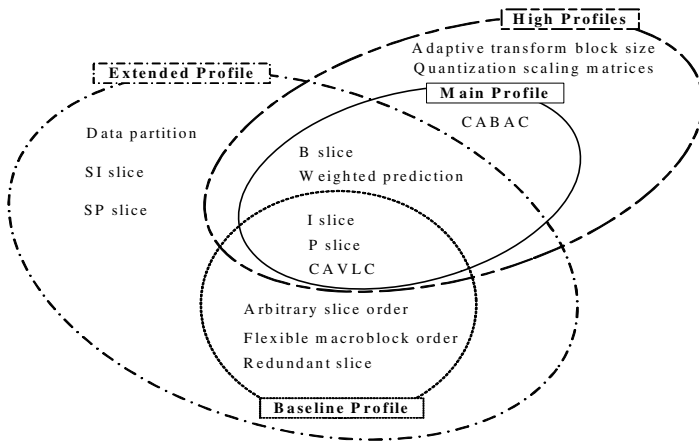 High Profiles
Adaptive transform block size
Quantization scaling matrices
Extended Profile
Main Profile
CABAC
Data partition
SI slice
SP slice
B slice
Weighted prediction
I slice
P slice
CAVLC
Arbitrary slice order
Flexible macroblock order
Redundant slice
Baseline Profile